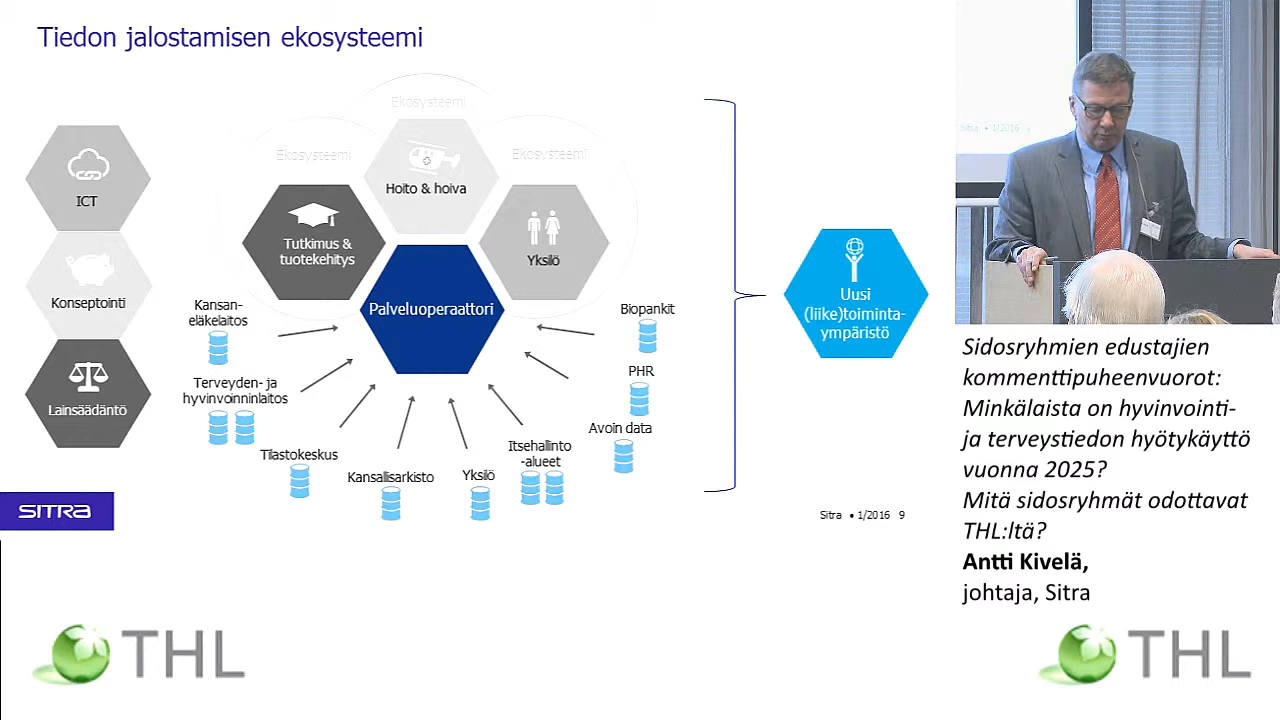 Tiedon jalostamisen ekosysteemi
Ekosysteemi
Ekosysteemi
Ekosysteemi
ICT
Konseptointi
Lainsäädäntö
Hoito & hoiva
Tutkimus &
tuotekehitys
Yksilö
Palveluoperaattori
Kansan-
eläkelaitos
Terveyden- ja
hyvinvoinninlaitos
Tilastokeskus
Kansallisarkisto
Yksilö
Itsehallinto
-alueet
Avoin data
PHR
Biopankit
Uusi
(liike)toiminta-
ympäristö
SITRA
Sitra • 1/2016 9
Sitra • 1/2016
Sidosryhmien edustajien
kommenttipuheenvuorot:
Minkälaista on hyvinvointi-
ja terveystiedon hyötykäyttö
vuonna 2025?
Mitä sidosryhmät odottavat
THL:ltä?
Antti Kivelä,
johtaja, Sitra
THL
THL